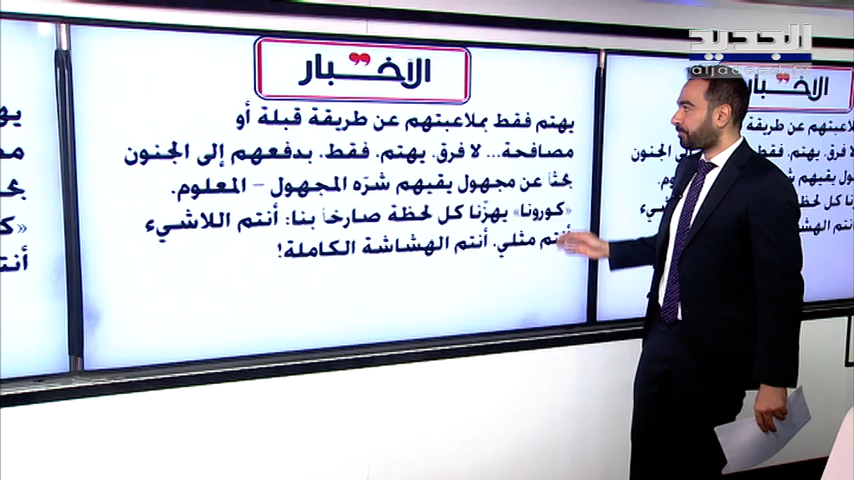 الجديد
aljadeed.tv
الأخبار
يهتم فقط بملاعبتهم عن طريقة قبلة أو
مصافحة... لا فرق. يهتم، فقط، بدفعهم إلى الجنون
بحثاً عن مجهول يقيهم شرّه المجهول – المعلوم.
«كورونا» يهزّنا كل لحظة صارخاً بنا: أنتم اللاشيء
أنتم مثلي. أنتم الهشاشة الكاملة!